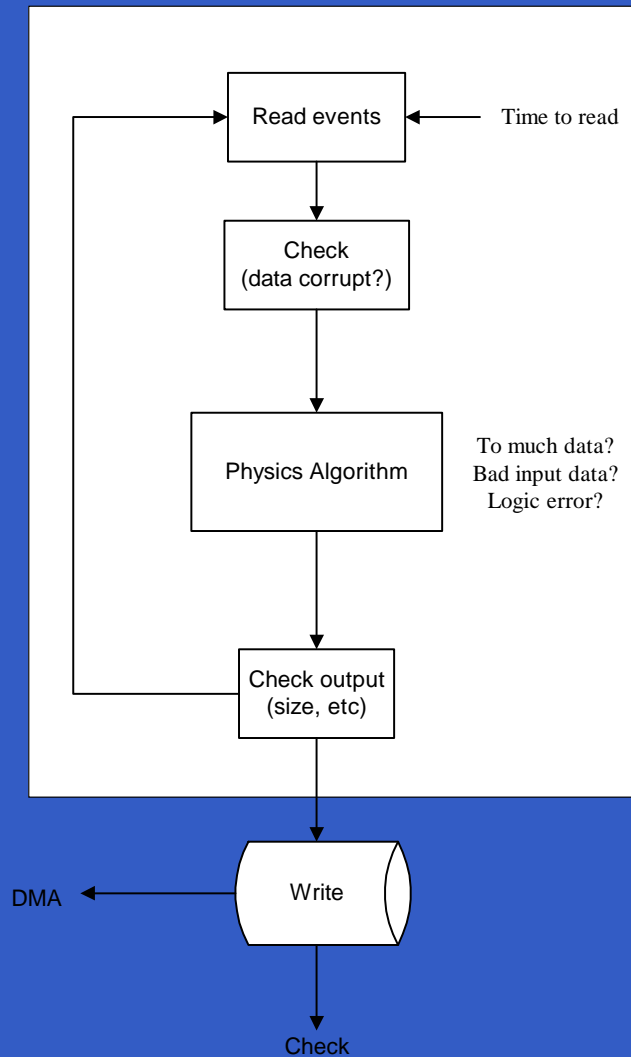 Read events
Time to read
Check
(data corrupt?)
Physics Algorithm
To much data?
Bad input data?
Logic error?
Check output
(size, etc)
Write
DMA
Check